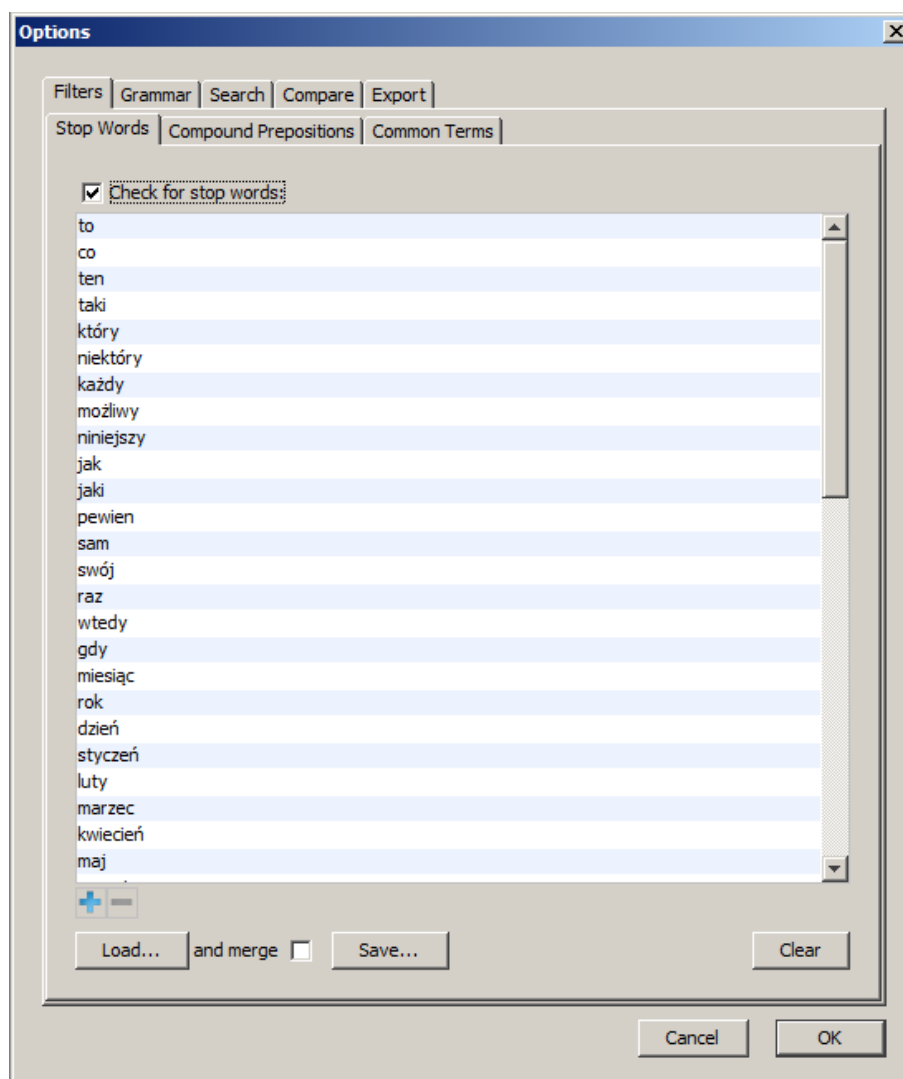 Options
Filters Grammar Search Compare Export
Stop Words Compound Prepositions Common Terms
Check for stop words:
to
co
ten
taki
który
niektóry
każdy
możliwy
niniejszy
jak
jaki
pewien
sam
swój
raz
wtedy
gdy
miesiąc
rok
dzień
styczeń
luty
marzec
kwiecień
maj
Load... and merge Save... Clear
Cancel OK